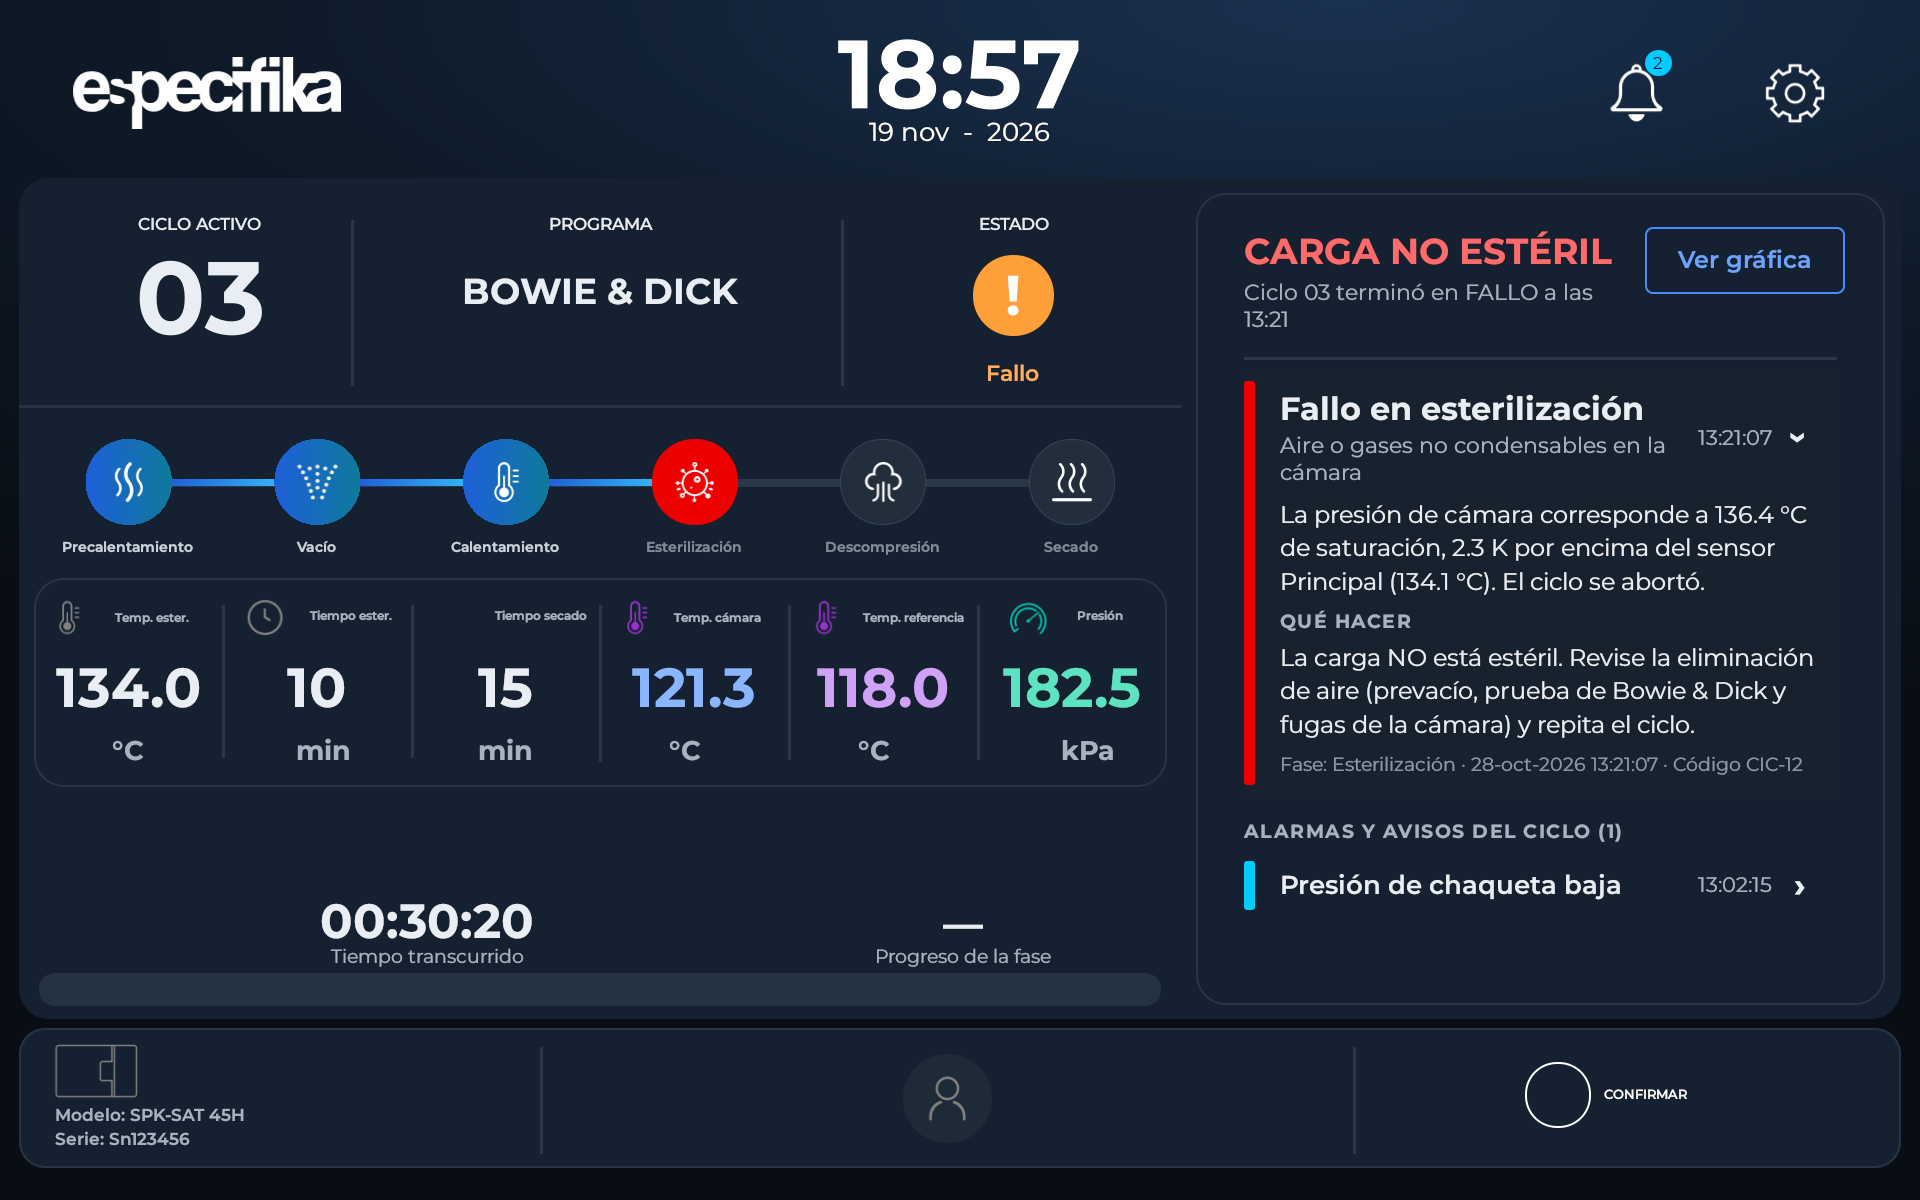 especifika
18:57
19 nov - 2026
2
CICLO ACTIVO
03
PROGRAMA
BOWIE & DICK
ESTADO
!
Fallo
Precalentamiento
Vacío
Calentamiento
Esterilización
Descompresión
Secado
Temp. ester.
134.0
°C
Tiempo ester.
10
min
Tiempo secado
15
min
Temp. cámara
121.3
°C
Temp. referencia
118.0
°C
Presión
182.5
kPa
00:30:20
Tiempo transcurrido
—
Progreso de la fase
CARGA NO ESTÉRIL
Ciclo 03 terminó en FALLO a las
13:21
Ver gráfica
Fallo en esterilización
Aire o gases no condensables en la
cámara
13:21:07
La presión de cámara corresponde a 136.4 °C
de saturación, 2.3 K por encima del sensor
Principal (134.1 °C). El ciclo se abortó.
QUÉ HACER
La carga NO está estéril. Revise la eliminación
de aire (prevacío, prueba de Bowie & Dick y
fugas de la cámara) y repita el ciclo.
Fase: Esterilización · 28-oct-2026 13:21:07 · Código CIC-12
ALARMAS Y AVISOS DEL CICLO (1)
Presión de chaqueta baja
13:02:15
Modelo: SPK-SAT 45H
Serie: Sn123456
CONFIRMAR